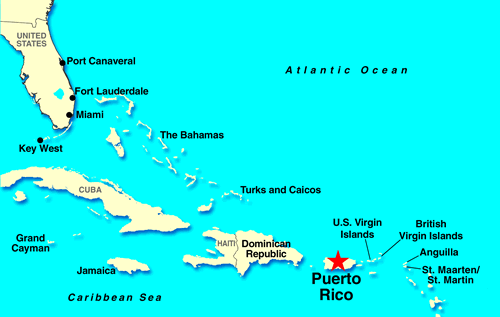 UNITED
STATES
Port Canaveral
Atlantic Ocean
Fort Lauderdale
Miami
The Bahamas
Key West
CUBA
Turks and Caicos
U.S. Virgin
Islands
British
Virgin Islands
Grand
Cayman
HAITI
Dominican
Republic
Anguilla
Jamaica
Puerto
Rico
St. Maarten/
St. Martin
Caribbean Sea